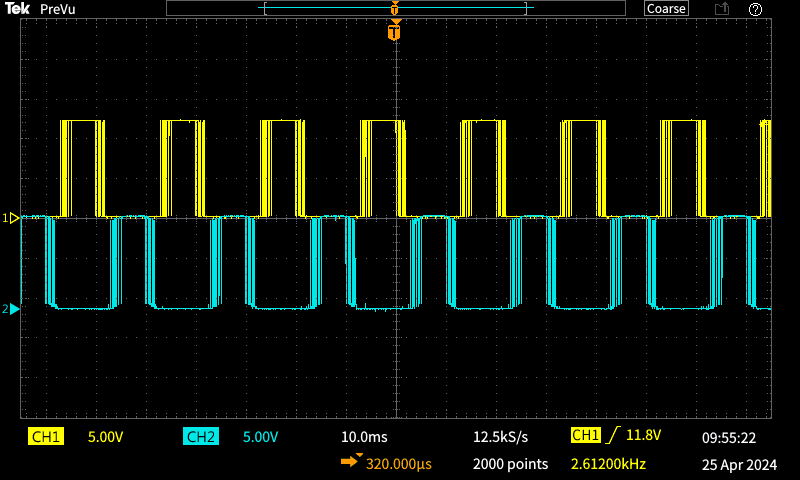 Tek PreVu Coarse ?
T
T
1
2
CH1 5.00V CH2 5.00V 10.0ms 12.5kS/s CH1 11.8V 09:55:22
320.000µs 2000 points 2.61200kHz 25 Apr 2024